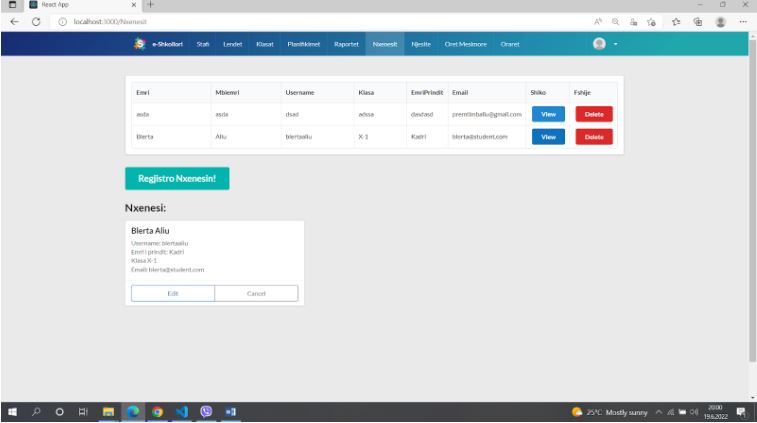 React App
localhost:3000/Nxenesit
e-Shkollori Stafi Lendet Klasat Planifikimet Raportet Nxenesit Njesite Oret Mesimore Oraret
Emri Mbiemri Username Klasa EmriPrindit Email Shiko Fshije
asda asda dsad adssa dasdasd premtimballiu@gmail.com View Delete
Blerta Aliu blertaaliu X-1 Kadri blerta@student.com View Delete
Regjistro Nxenesin!
Nxenesi:
Blerta Aliu
Username: blertaaliu
Emri i prindit: Kadri
Klasa X-1
Email: blerta@student.com
Edit Cancel
25°C Mostly sunny
20:00
19.6.2022